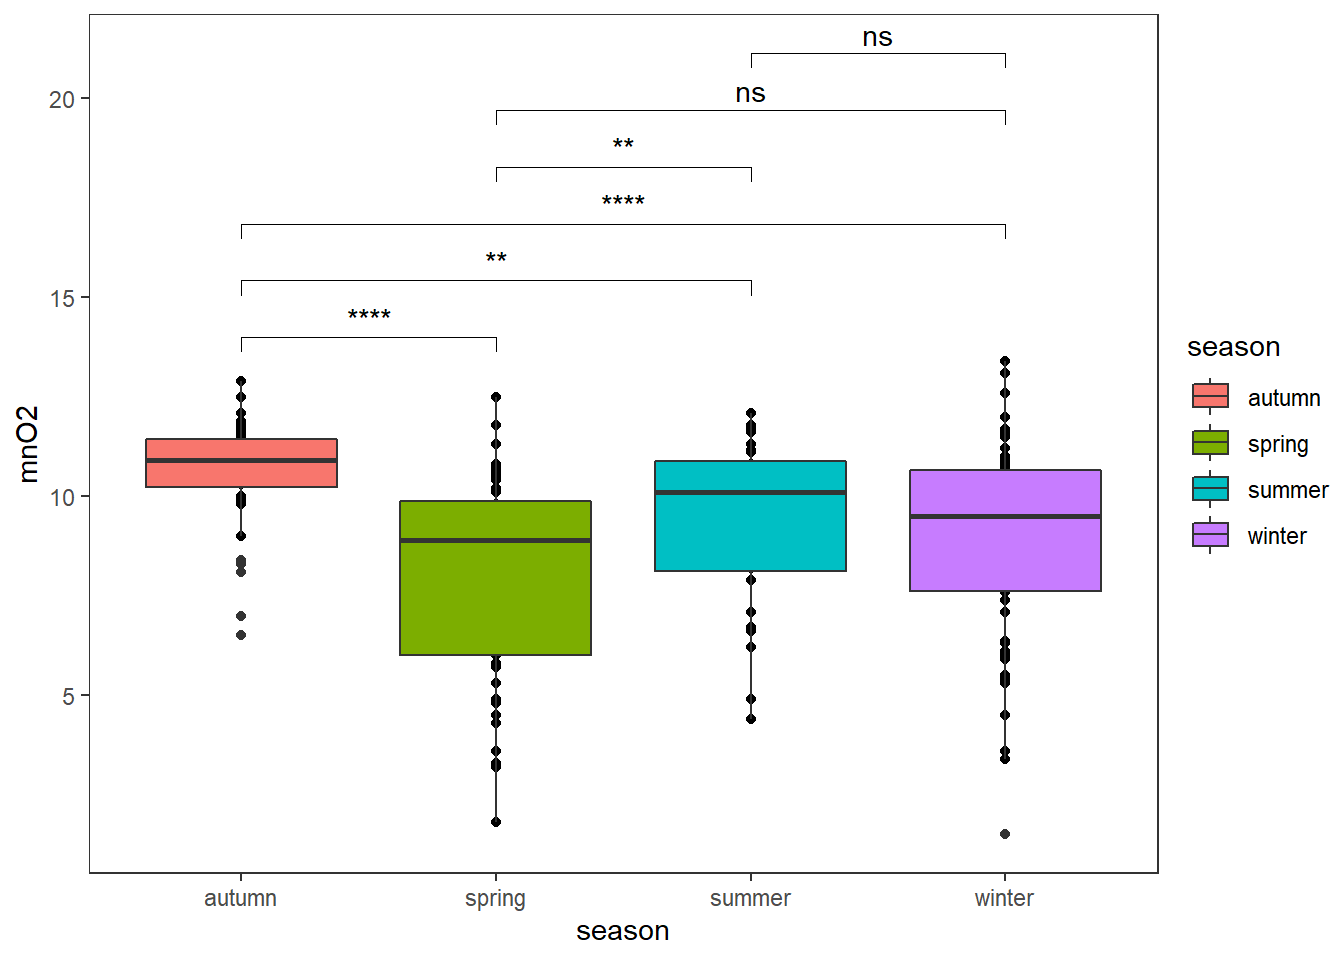 ns
ns
**
****
**
****
20
15
10
5
mnO2
autumn
spring
summer
winter
season
season
autumn
spring
summer
winter